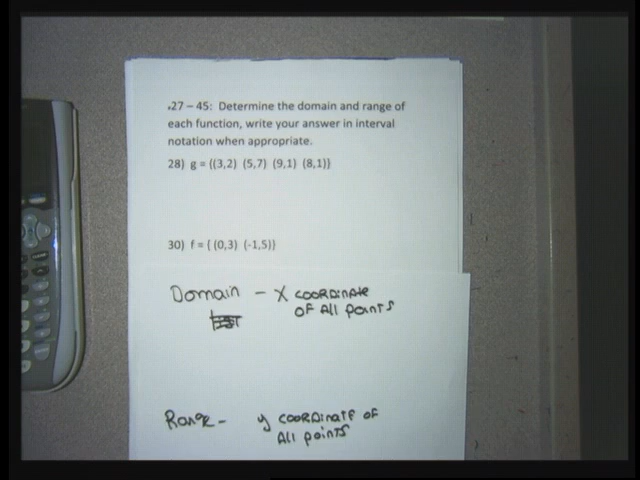 .27 – 45: Determine the domain and range of
each function, write your answer in interval
notation when appropriate.
28) g = {(3,2) (5,7) (9,1) (8,1)}
30) f = { (0,3) (-1,5)}
Domain – X COORDINATE
OF All points
Range – y COORDINATE OF
All points